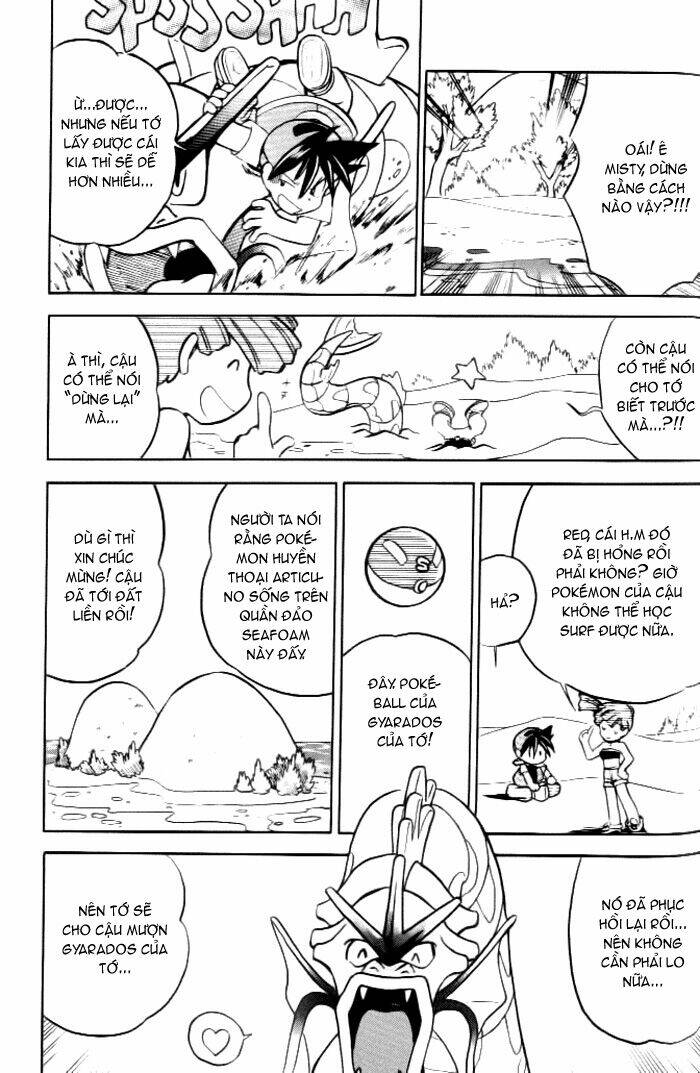 OÁI! Ê
MISTY, DỪNG
BẰNG CÁCH
NÀO VẬY?!!!
Ừ...ĐƯỢC...
NHƯNG NẾU TỚ
LẤY ĐƯỢC CÁI
KIA THÌ SẼ DỄ
HƠN NHIỀU...
CÒN CẬU
CÓ THỂ NÓI
CHO TỚ
BIẾT TRƯỚC
MÀ...?!!
À THÌ, CẬU
CÓ THỂ NÓI
"DỪNG LẠI"
MÀ...
RED, CÁI H.M ĐÓ
ĐÃ BỊ HỎNG RỒI
PHẢI KHÔNG? GIỜ
POKÉMON CỦA CẬU
KHÔNG THỂ HỌC
SURF ĐƯỢC NỮA.
HẢ?
ĐÂY. POKÉ-
BALL CỦA
GYARADOS
CỦA TỚ!
NGƯỜI TA NÓI
RẰNG POKÉ-
MON HUYỀN
THOẠI ARTICU-
NO SỐNG TRÊN
QUẦN ĐẢO
SEAFOAM
NÀY ĐẤY.
DÙ GÌ THÌ
XIN CHÚC
MỪNG! CẬU
ĐÃ TỚI ĐẤT
LIỀN RỒI!
NÓ ĐÃ PHỤC
HỒI LẠI RỒI...
NÊN KHÔNG
CẦN PHẢI LO
NỮA...
NÊN TỚ SẼ
CHO CẬU MƯỢN
GYARADOS CỦA
TỚ...